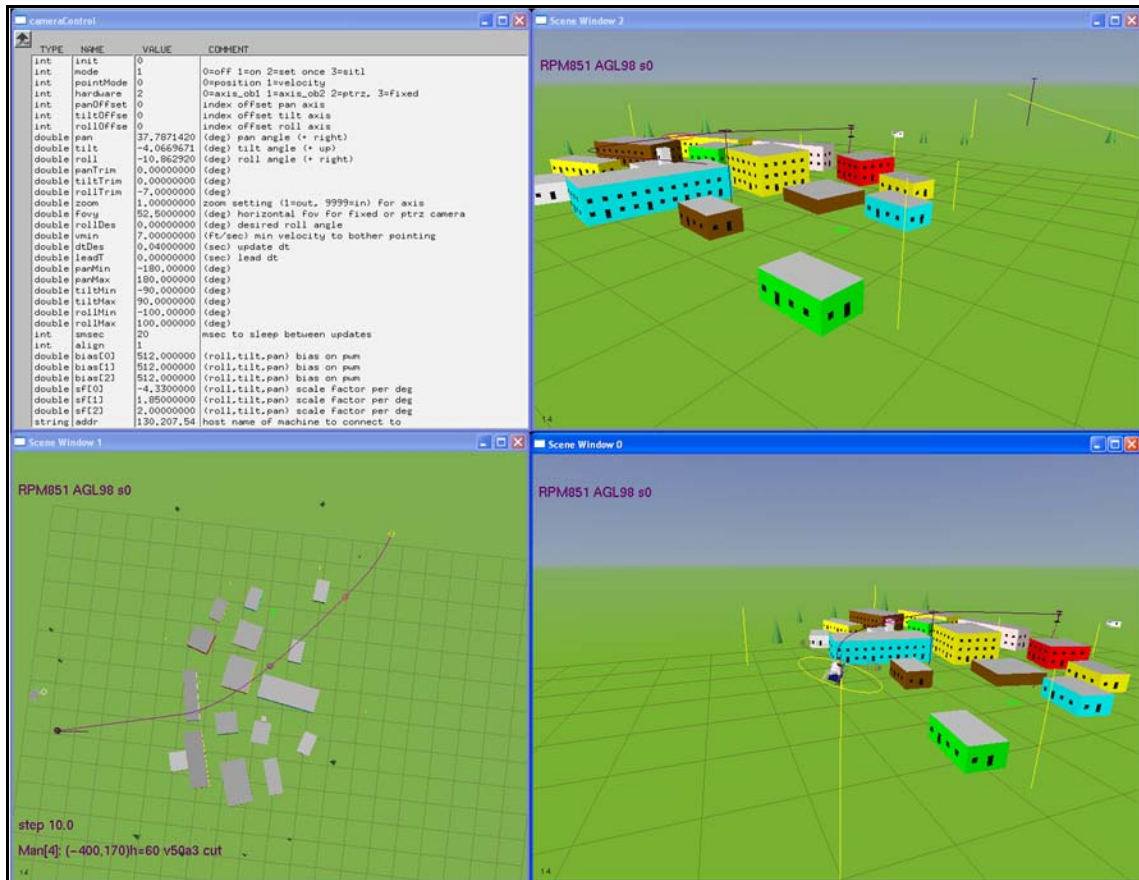 cameraControl
TYPE NAME VALUE COMMENT
int init 0
int mode 1 0=off 1=on 2=set once 3=sitl
int pointMode 0 0=position 1=velocity
int hardware 2 0=axis_ob1 1=axis_ob2 2=ptrz, 3=fixed
int panOffset 0 index offset pan axis
int tiltOffse 0 index offset tilt axis
int rollOffse 0 index offset roll axis
double pan 37.7871420 (deg) pan angle (+ right)
double tilt -4.0669671 (deg) tilt angle (+ up)
double roll -10.862920 (deg) roll angle (+ right)
double panTrim 0.00000000 (deg)
double tiltTrim 0.00000000 (deg)
double rollTrim -7.0000000 (deg)
double zoom 1.00000000 zoom setting (1=out, 9999=in) for axis
double fovy 52.5000000 (deg) horizontal fov for fixed or ptrz camera
double rollDes 0.00000000 (deg) desired roll angle
double vmin 7.00000000 (ft/sec) min velocity to bother pointing
double dtDes 0.04000000 (sec) update dt
double leadT 0.00000000 (sec) lead dt
double panMin -180.00000 (deg)
double panMax 180.000000 (deg)
double tiltMin -90.000000 (deg)
double tiltMax 90.0000000 (deg)
double rollMin -100.00000 (deg)
double rollMax 100.000000 (deg)
int smsec 20 msec to sleep between updates
int align 1
double bias[0] 512.000000 (roll,tilt,pan) bias on pwm
double bias[1] 512.000000 (roll,tilt,pan) bias on pwm
double bias[2] 512.000000 (roll,tilt,pan) bias on pwm
double sf[0] -4.3300000 (roll,tilt,pan) scale factor per deg
double sf[1] 1.85000000 (roll,tilt,pan) scale factor per deg
double sf[2] 2.00000000 (roll,tilt,pan) scale factor per deg
string addr 130.207.54 host name of machine to connect to
Scene Window 2
RPM851 AGL98 s0
14
Scene Window 1
RPM851 AGL98 s0
step 10.0
Man[4]: (-400,170)h=60 v50a3 cut
14
Scene Window 0
RPM851 AGL98 s0
14